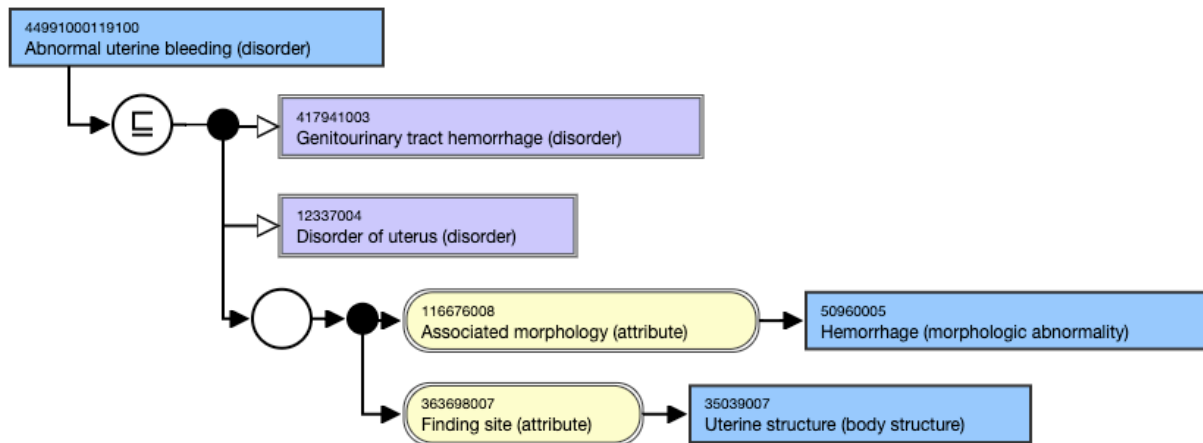 44991000119100
Abnormal uterine bleeding (disorder)
⊑
417941003
Genitourinary tract hemorrhage (disorder)
12337004
Disorder of uterus (disorder)
116676008
Associated morphology (attribute)
50960005
Hemorrhage (morphologic abnormality)
363698007
Finding site (attribute)
35039007
Uterine structure (body structure)